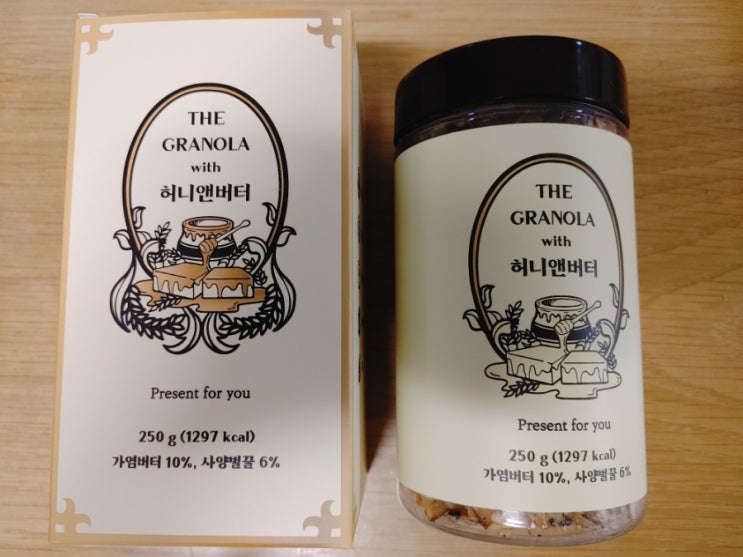 THE
GRANOLA
with
허니앤버터
Present for you
250 g (1297 kcal)
가염버터 10%, 사양벌꿀 6%
THE
GRANOLA
with
허니앤버터
Present for you
250 g (1297 kcal)
가염버터 10%, 사양벌꿀 6%